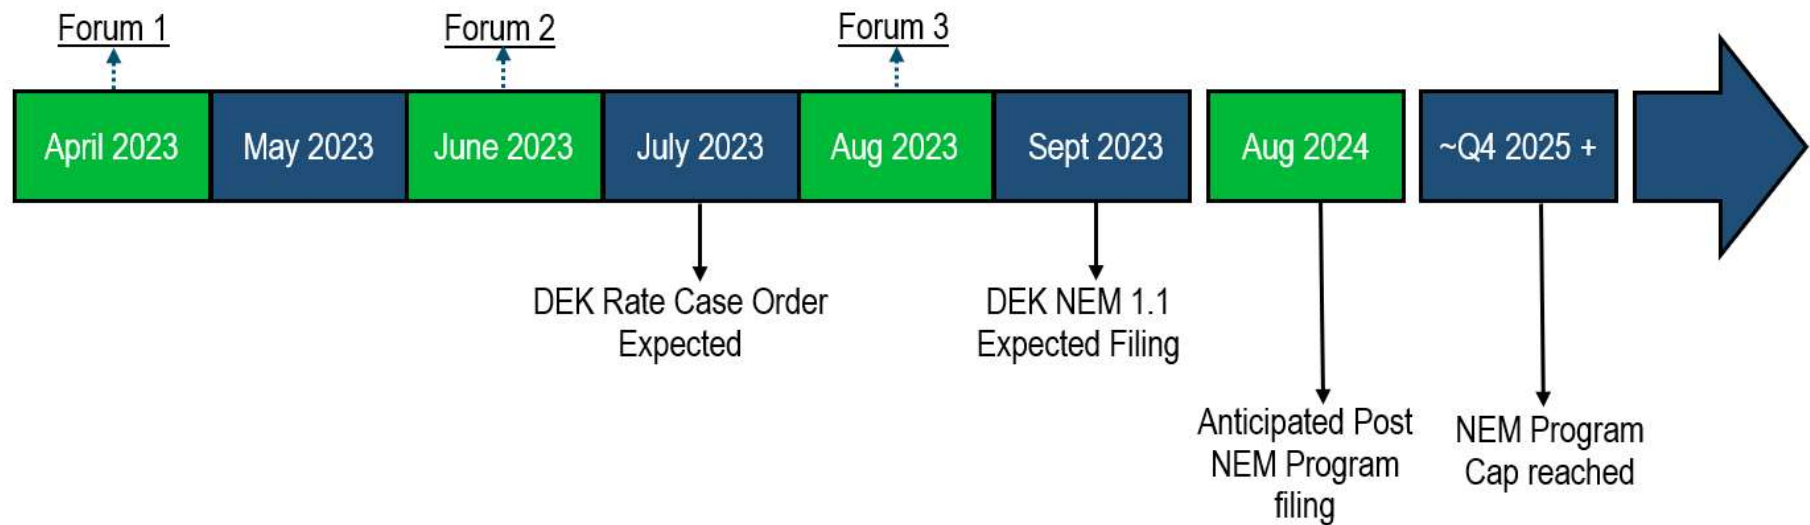 Forum 1
Forum 2
Forum 3
April 2023
May 2023
June 2023
July 2023
Aug 2023
Sept 2023
Aug 2024
~Q4 2025 +
DEK Rate Case Order
Expected
DEK NEM 1.1
Expected Filing
Anticipated Post
NEM Program
filing
NEM Program
Cap reached